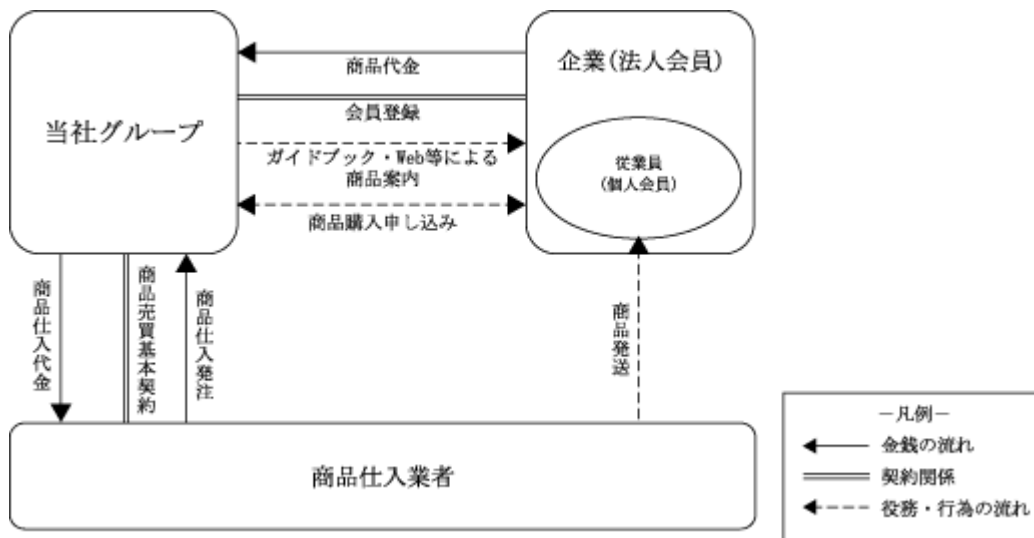 当社グループ
商品代金
会員登録
ガイドブック・Web等による
商品案内
商品購入申し込み
企業(法人会員)
従業員
(個人会員)
商品仕入代金
商品売買基本契約
商品仕入発注
商品発送
商品仕入業者
－凡例－
金銭の流れ
契約関係
役務・行為の流れ